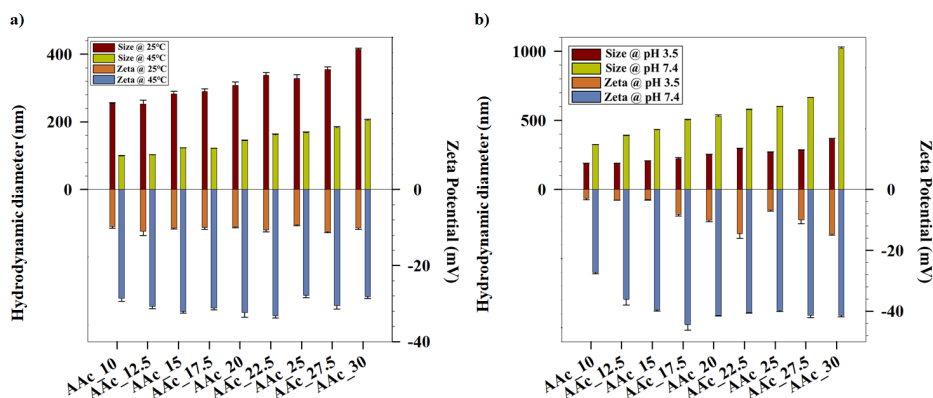 a)
Size @ 25°C
Size @ 45°C
Zeta @ 25°C
Zeta @ 45°C
400
200
0
Hydrodynamic diameter (nm)
0
-20
-40
Zeta Potential (mV)
AAc_10
AAc_12.5
AAc_15
AAc_17.5
AAc_20
AAc_22.5
AAc_25
AAc_27.5
AAc_30
b)
Size @ pH 3.5
Size @ pH 7.4
Zeta @ pH 3.5
Zeta @ pH 7.4
1000
500
0
Hydrodynamic diameter (nm)
0
-20
-40
Zeta Potential (mV)
AAc_10
AAc_12.5
AAc_15
AAc_17.5
AAc_20
AAc_22.5
AAc_25
AAc_27.5
AAc_30